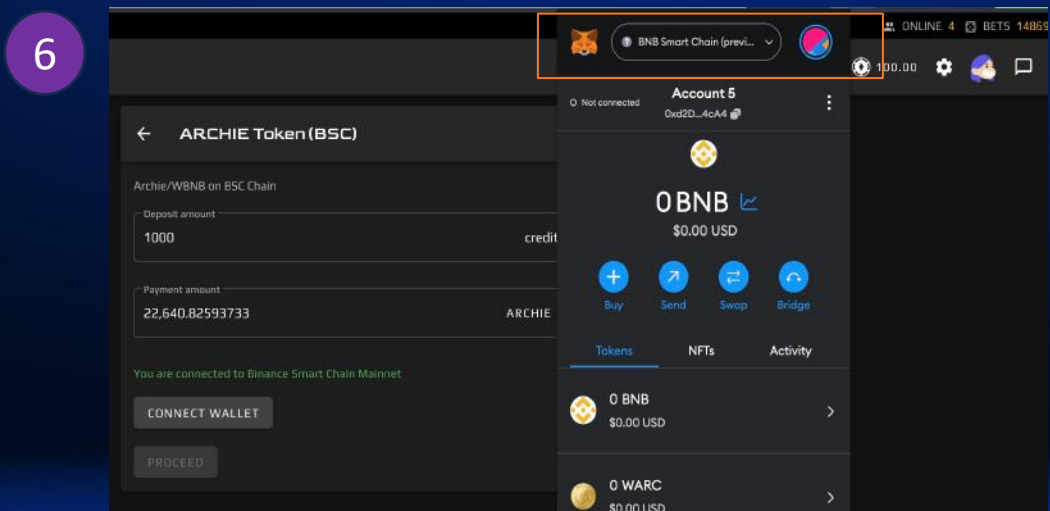 6
BNB Smart Chain (previ...
ONLINE 4 BETS 14869
100.00
Not connected
Account 5
0xd2D...4cA4
ARCHIE Token (BSC)
Archie/WBNB on BSC Chain
Deposit amount
1000 credit
Payment amount
22,640.82593733 ARCHIE
You are connected to Binance Smart Chain Mainnet
CONNECT WALLET
PROCEED
0 BNB
$0.00 USD
Buy Send Swap Bridge
Tokens NFTs Activity
0 BNB
$0.00 USD
0 WARC
$0.00 USD